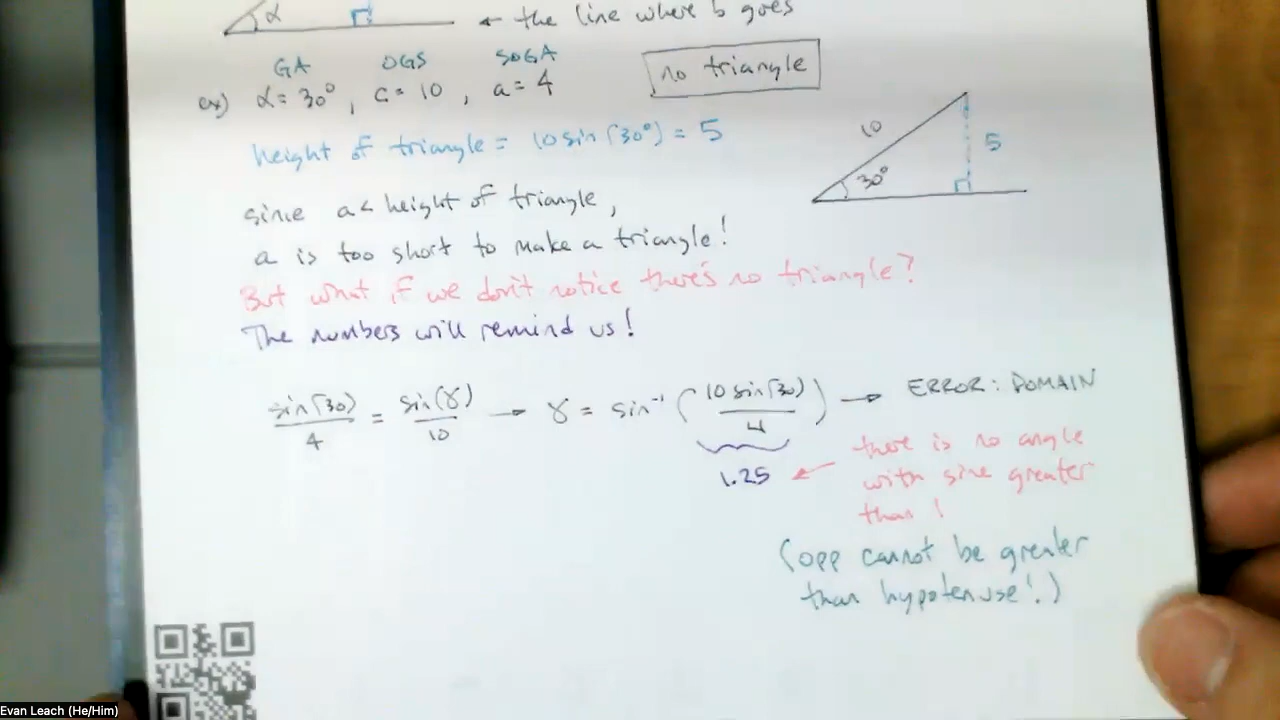 α ← the line where b goes
GA OGS SOGA
ex) α = 30°, c = 10, a = 4 no triangle
height of triangle = 10 sin(30°) = 5
10 5
30°
since a < height of triangle,
a is too short to make a triangle!
But what if we don't notice there's no triangle?
The numbers will remind us!
sin(30)/4 = sin(γ)/10 → γ = sin⁻¹(10 sin(30)/4) → ERROR: DOMAIN
1.25 ← there is no angle
with sine greater
than 1
(opp cannot be greater
than hypotenuse!)
Evan Leach (He/Him)